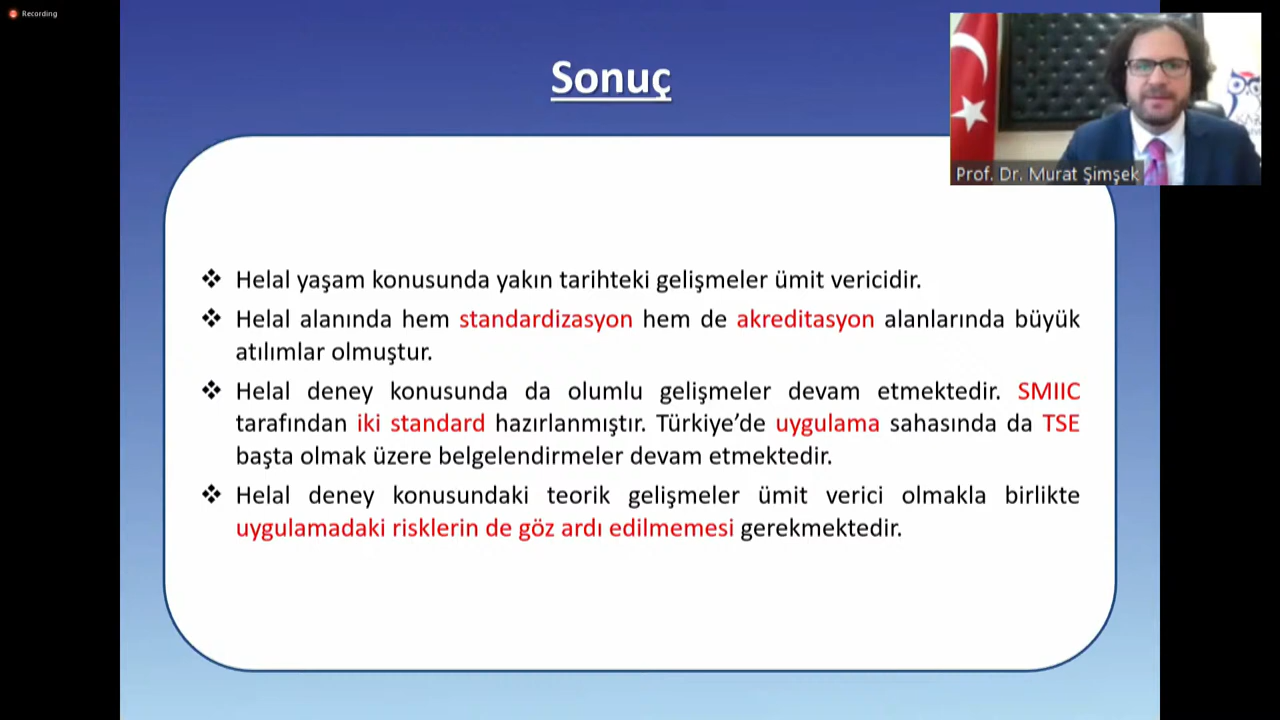 Recording
Sonuç
Prof. Dr. Murat Şimşek
❖ Helal yaşam konusunda yakın tarihteki gelişmeler ümit vericidir.
❖ Helal alanında hem standardizasyon hem de akreditasyon alanlarında büyük
atılımlar olmuştur.
❖ Helal deney konusunda da olumlu gelişmeler devam etmektedir. SMIIC
tarafından iki standard hazırlanmıştır. Türkiye’de uygulama sahasında da TSE
başta olmak üzere belgelendirmeler devam etmektedir.
❖ Helal deney konusundaki teorik gelişmeler ümit verici olmakla birlikte
uygulamadaki risklerin de göz ardı edilmemesi gerekmektedir.